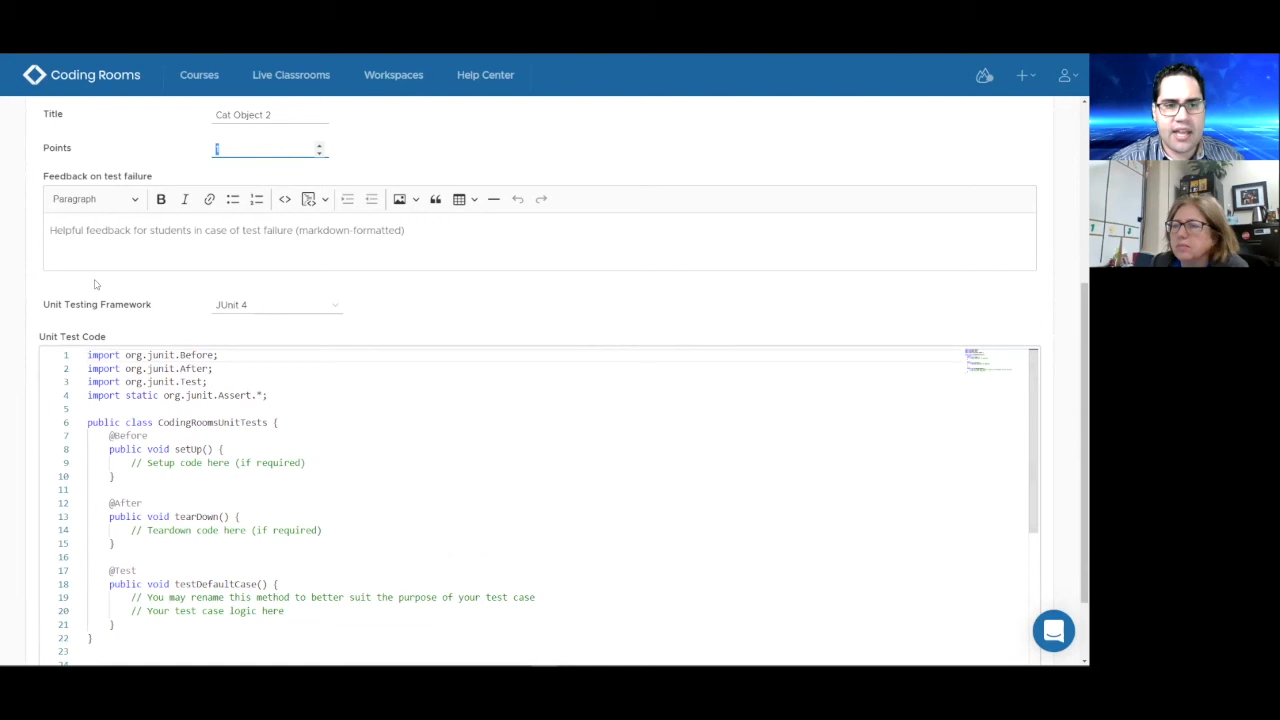 Coding Rooms Courses Live Classrooms Workspaces Help Center
Title Cat Object 2
Points 1
Feedback on test failure
Paragraph
Helpful feedback for students in case of test failure (markdown-formatted)
Unit Testing Framework JUnit 4
Unit Test Code
1 import org.junit.Before;
2 import org.junit.After;
3 import org.junit.Test;
4 import static org.junit.Assert.*;
5
6 public class CodingRoomsUnitTests {
7 @Before
8 public void setUp() {
9 // Setup code here (if required)
10 }
11
12 @After
13 public void tearDown() {
14 // Teardown code here (if required)
15 }
16
17 @Test
18 public void testDefaultCase() {
19 // You may rename this method to better suit the purpose of your test case
20 // Your test case logic here
21 }
22 }
23
24